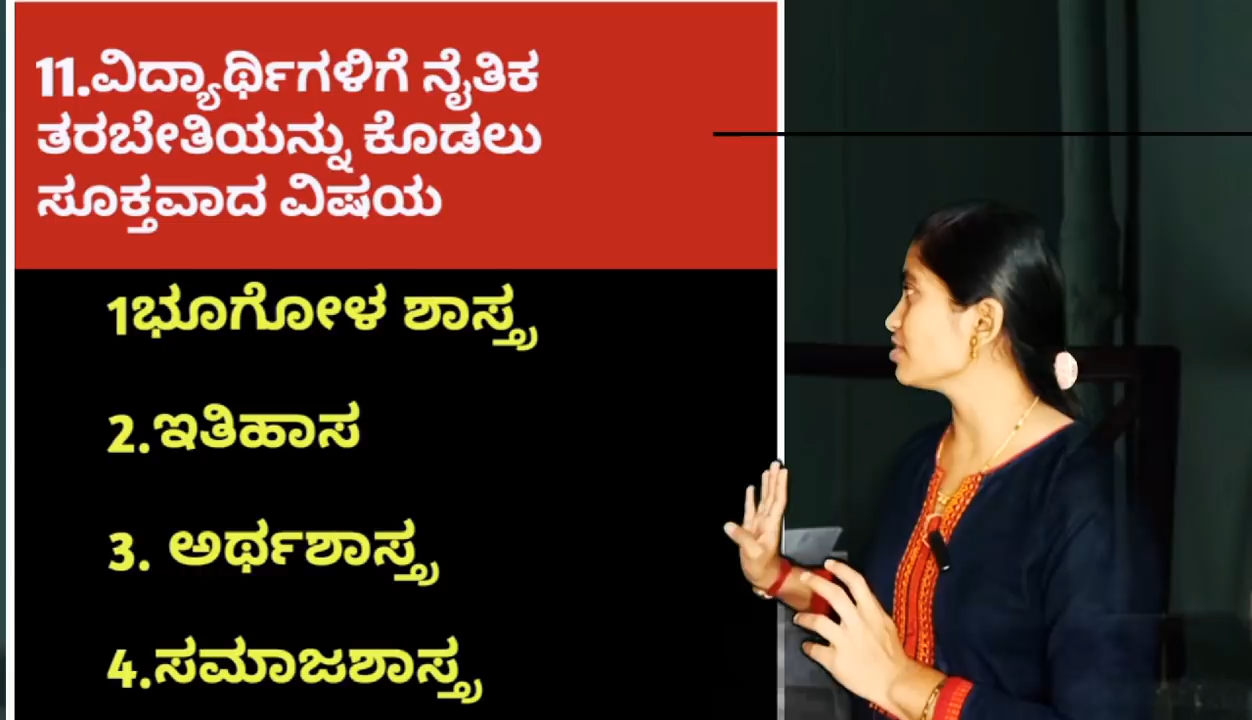 11.ವಿದ್ಯಾರ್ಥಿಗಳಿಗೆ ನೈತಿಕ
ತರಬೇತಿಯನ್ನು ಕೊಡಲು
ಸೂಕ್ತವಾದ ವಿಷಯ
1ಭೂಗೋಳ ಶಾಸ್ತ್ರ
2.ಇತಿಹಾಸ
3. ಅರ್ಥಶಾಸ್ತ್ರ
4.ಸಮಾಜಶಾಸ್ತ್ರ